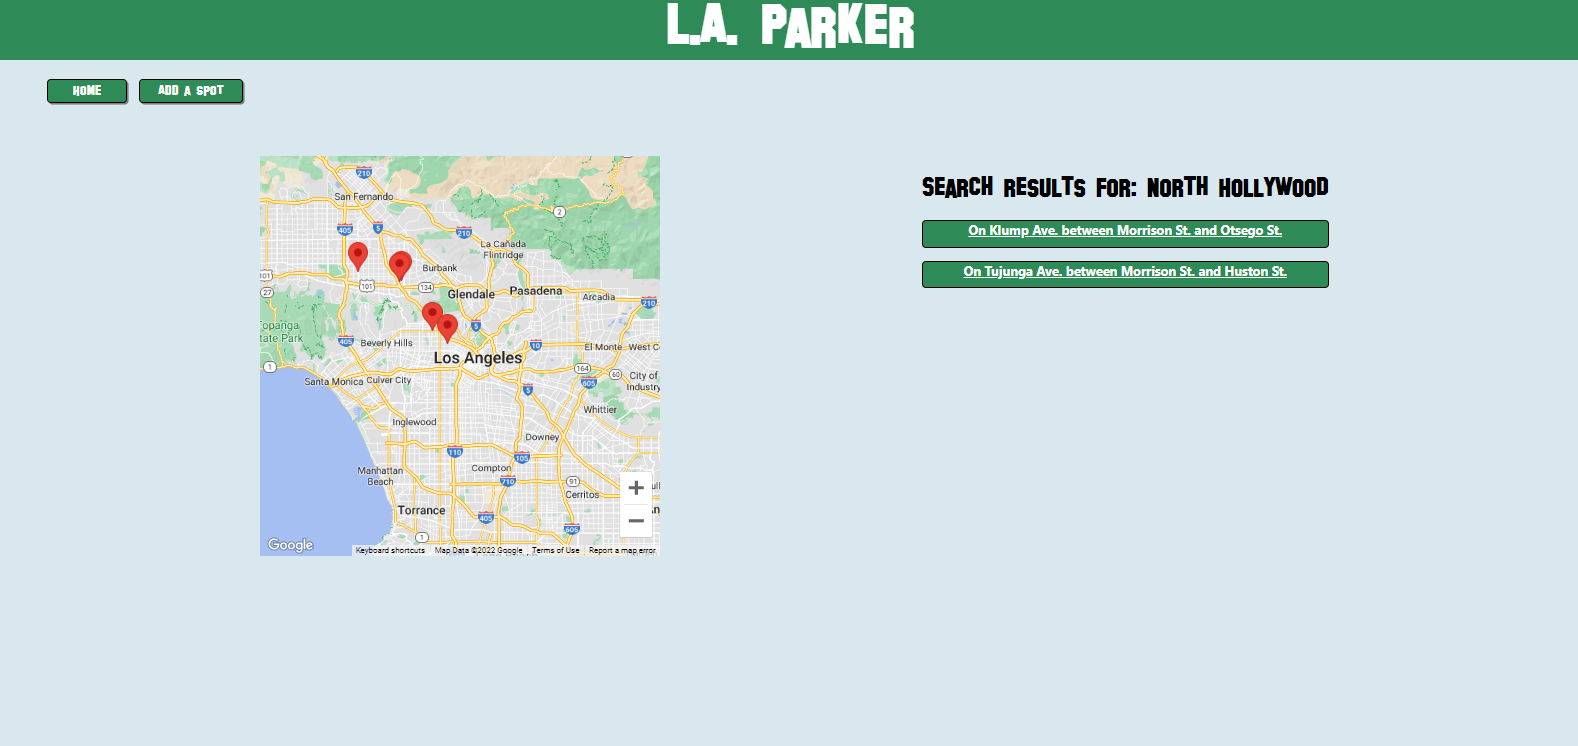 L.A. PARKER
HOME
ADD A SPOT
SEARCH RESULTS FOR: NORTH HOLLYWOOD
On Klump Ave. between Morrison St. and Otsego St.
On Tujunga Ave. between Morrison St. and Huston St.
210
San Fernando
2
405
5
210
La Cañada
Flintridge
101
Burbank
101
134
27
Glendale
Pasadena
Arcadia
210
Topanga
State Park
5
405
Beverly Hills
10
El Monte
West C
Los Angeles
1
164
60
City of
Industry
Santa Monica
Culver City
605
5
Whittier
Inglewood
Downey
110
105
Manhattan
Beach
Compton
710
91
Cerritos
Torrance
405
605
1
Google
Keyboard shortcuts
Map Data ©2022 Google
Terms of Use
Report a map error